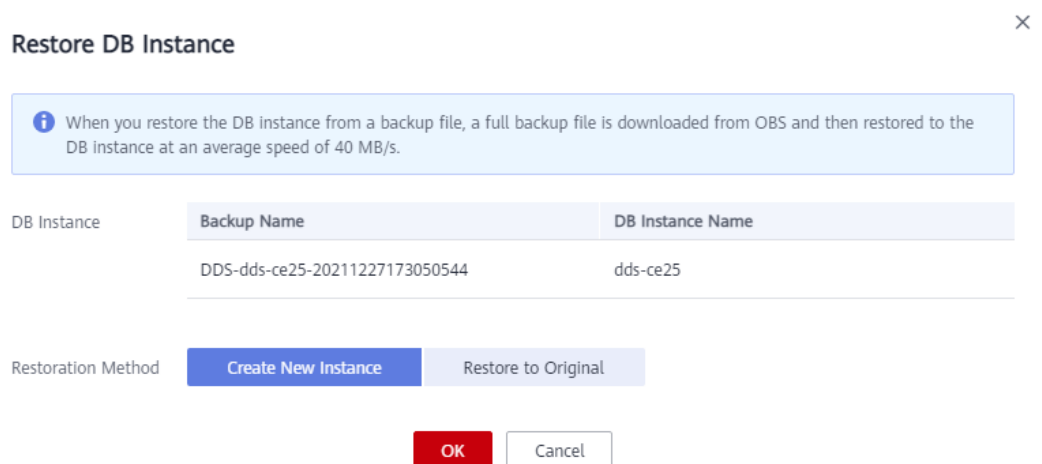 Restore DB Instance
When you restore the DB instance from a backup file, a full backup file is downloaded from OBS and then restored to the
DB instance at an average speed of 40 MB/s.
DB Instance
Backup Name
DB Instance Name
DDS-dds-ce25-20211227173050544
dds-ce25
Restoration Method
Create New Instance
Restore to Original
OK
Cancel